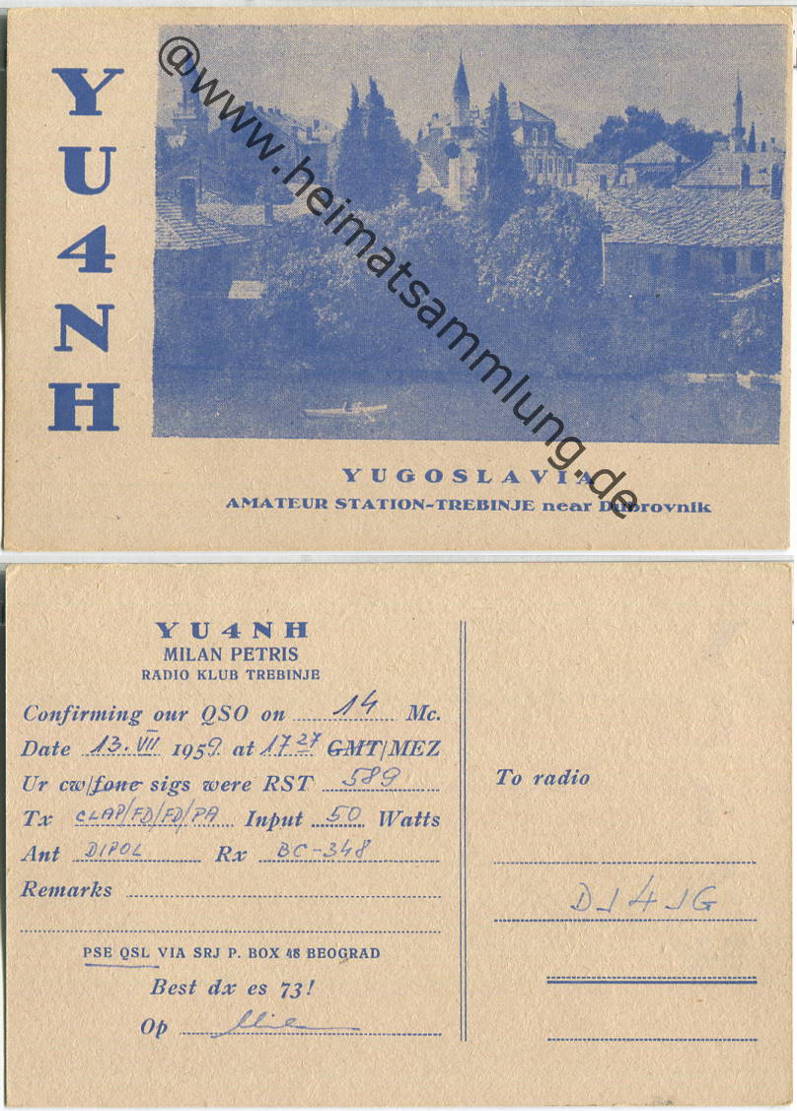 YU4NH
@www.heimatsammlung.de
YUGOSLAVIA
AMATEUR STATION-TREBINJE near Dubrovnik
YU4NH
MILAN PETRIS
RADIO KLUB TREBINJE
Confirming our QSO on 14 Mc.
Date 13. VII 1959. at 17 27 GMT/MEZ
Ur cw/fone sigs were RST 589
Tx CLAP/FD/FD/PA Input 50 Watts
Ant DIPOL Rx BC-348
Remarks
PSE QSL VIA SRJ P. BOX 48 BEOGRAD
Best dx es 73!
Op Milan
To radio
DJ4JG